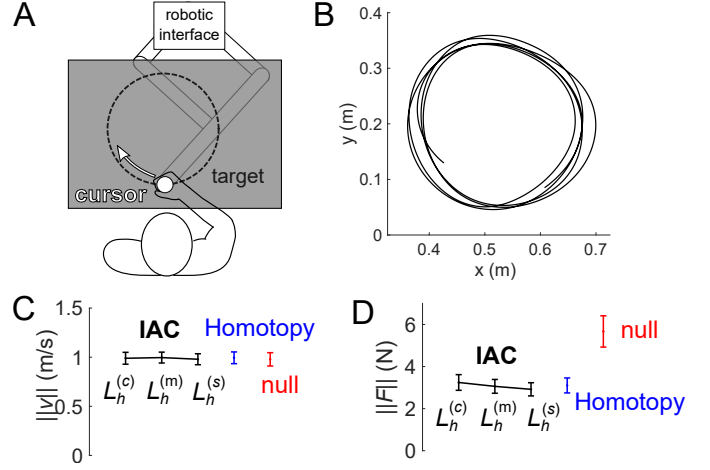 A
robotic
interface
target
cursor
B
0.4
0.3
0.2
0.1
0
y (m)
0.4
0.5
0.6
0.7
x (m)
C
1.5
1
0.5
0
||v|| (m/s)
IAC
Homotopy
null
L_h^{(c)} L_h^{(m)} L_h^{(s)}
D
6
4
2
0
||F|| (N)
IAC
null
Homotopy
L_h^{(c)} L_h^{(m)} L_h^{(s)}